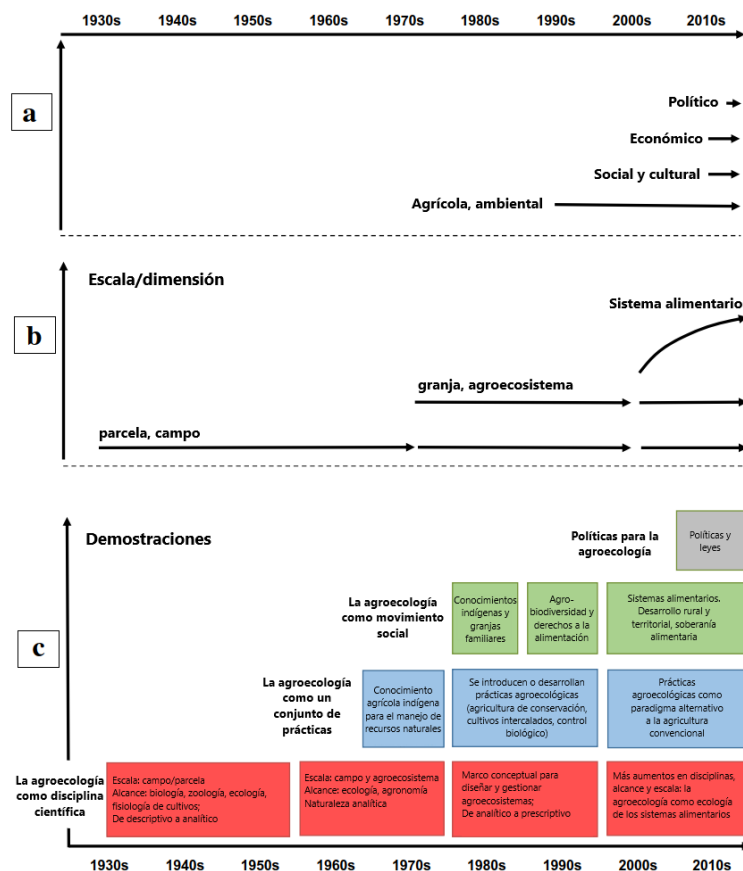 1930s 1940s 1950s 1960s 1970s 1980s 1990s 2000s 2010s
a
Político
Económico
Social y cultural
Agrícola, ambiental
b
Escala/dimensión
Sistema alimentario
granja, agroecosistema
parcela, campo
c
Demostraciones
Políticas para la
agroecología
Políticas y
leyes
La agroecología
como movimiento
social
Conocimientos
indígenas y
granjas
familiares
Agro-
biodiversidad y
derechos a la
alimentación
Sistemas alimentarios.
Desarrollo rural y
territorial, soberanía
alimentaria
La agroecología
como un
conjunto de
prácticas
Conocimiento
agrícola indígena
para el manejo de
recursos naturales
Se introducen o desarrollan
prácticas agroecológicas
(agricultura de conservación,
cultivos intercalados, control
biológico)
Prácticas
agroecológicas como
paradigma alternativo
a la agricultura
convencional
La agroecología
como disciplina
científica
Escala: campo/parcela
Alcance: biología, zoología, ecología,
fisiología de cultivos;
De descriptivo a analítico
Escala: campo y agroecosistema
Alcance: ecología, agronomía
Naturaleza analítica
Marco conceptual para
diseñar y gestionar
agroecosistemas;
De analítico a prescriptivo
Más aumentos en disciplinas,
alcance y escala: la
agroecología como ecología
de los sistemas alimentarios
1930s 1940s 1950s 1960s 1970s 1980s 1990s 2000s 2010s